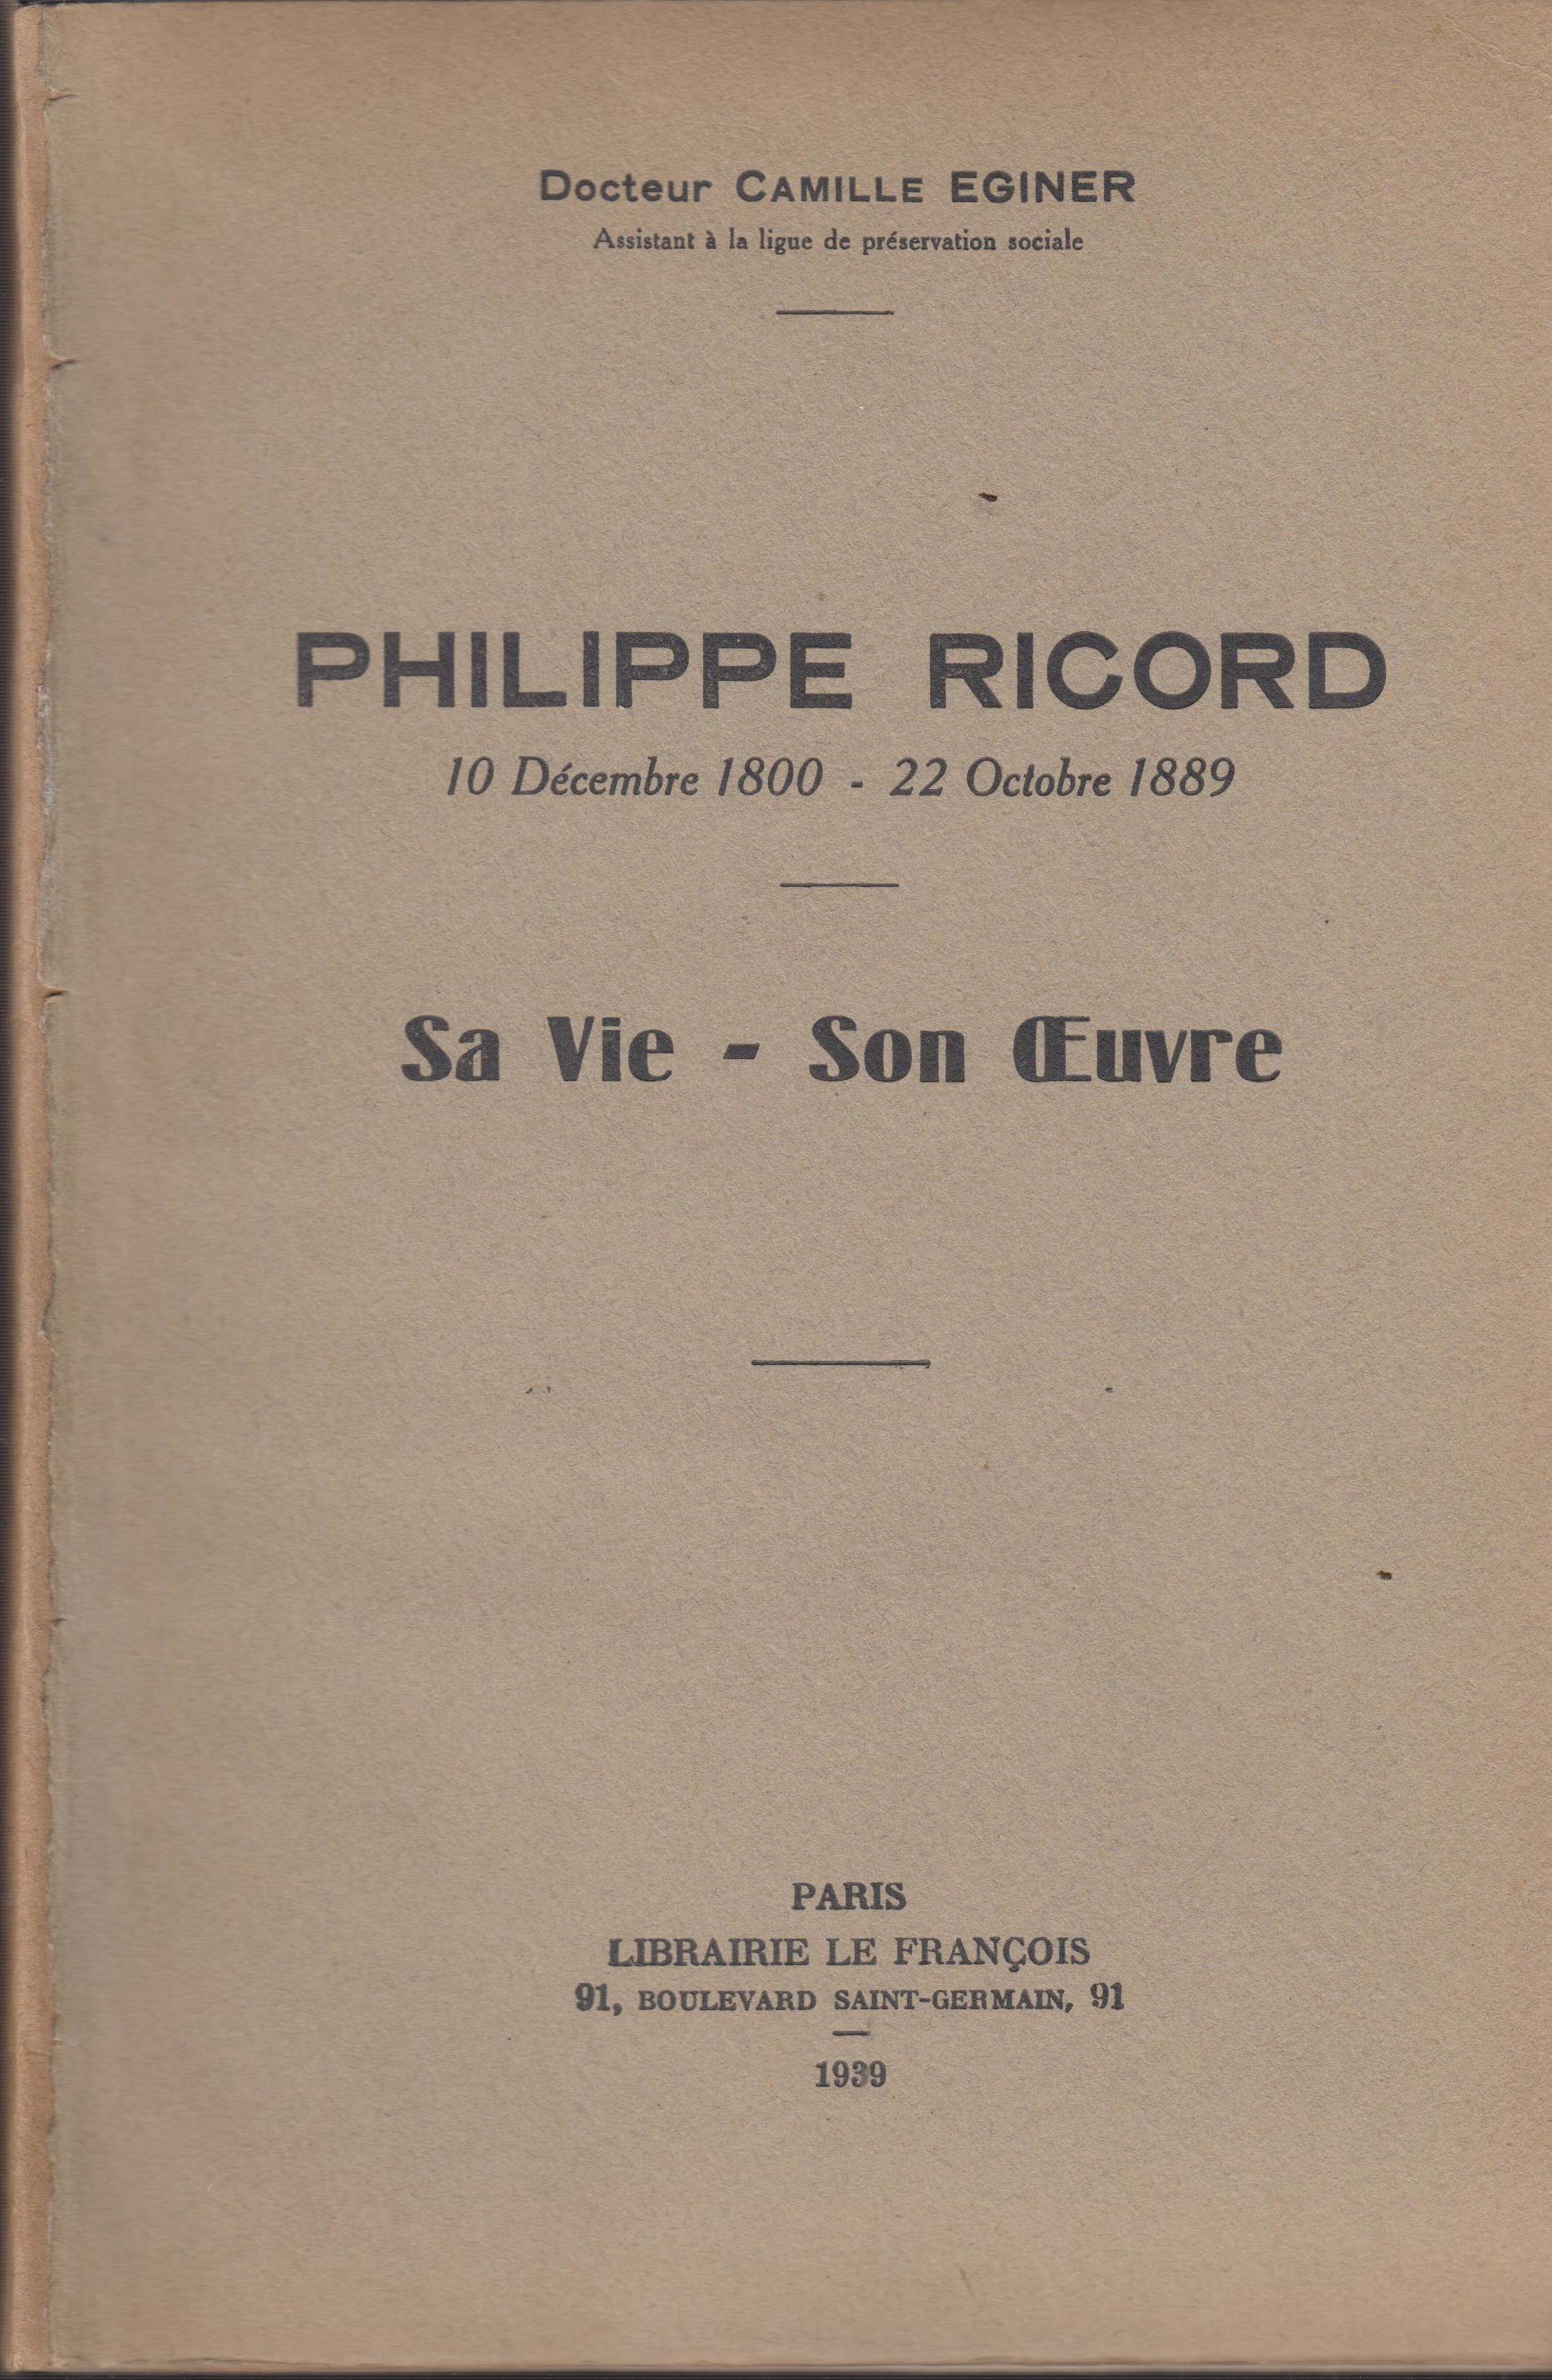 Docteur CAMILLE EGINER
Assistant à la ligue de préservation sociale
PHILIPPE RICORD
10 Décembre 1800 - 22 Octobre 1889
Sa Vie - Son Œuvre
PARIS
LIBRAIRIE LE FRANÇOIS
91, BOULEVARD SAINT-GERMAIN, 91
1939